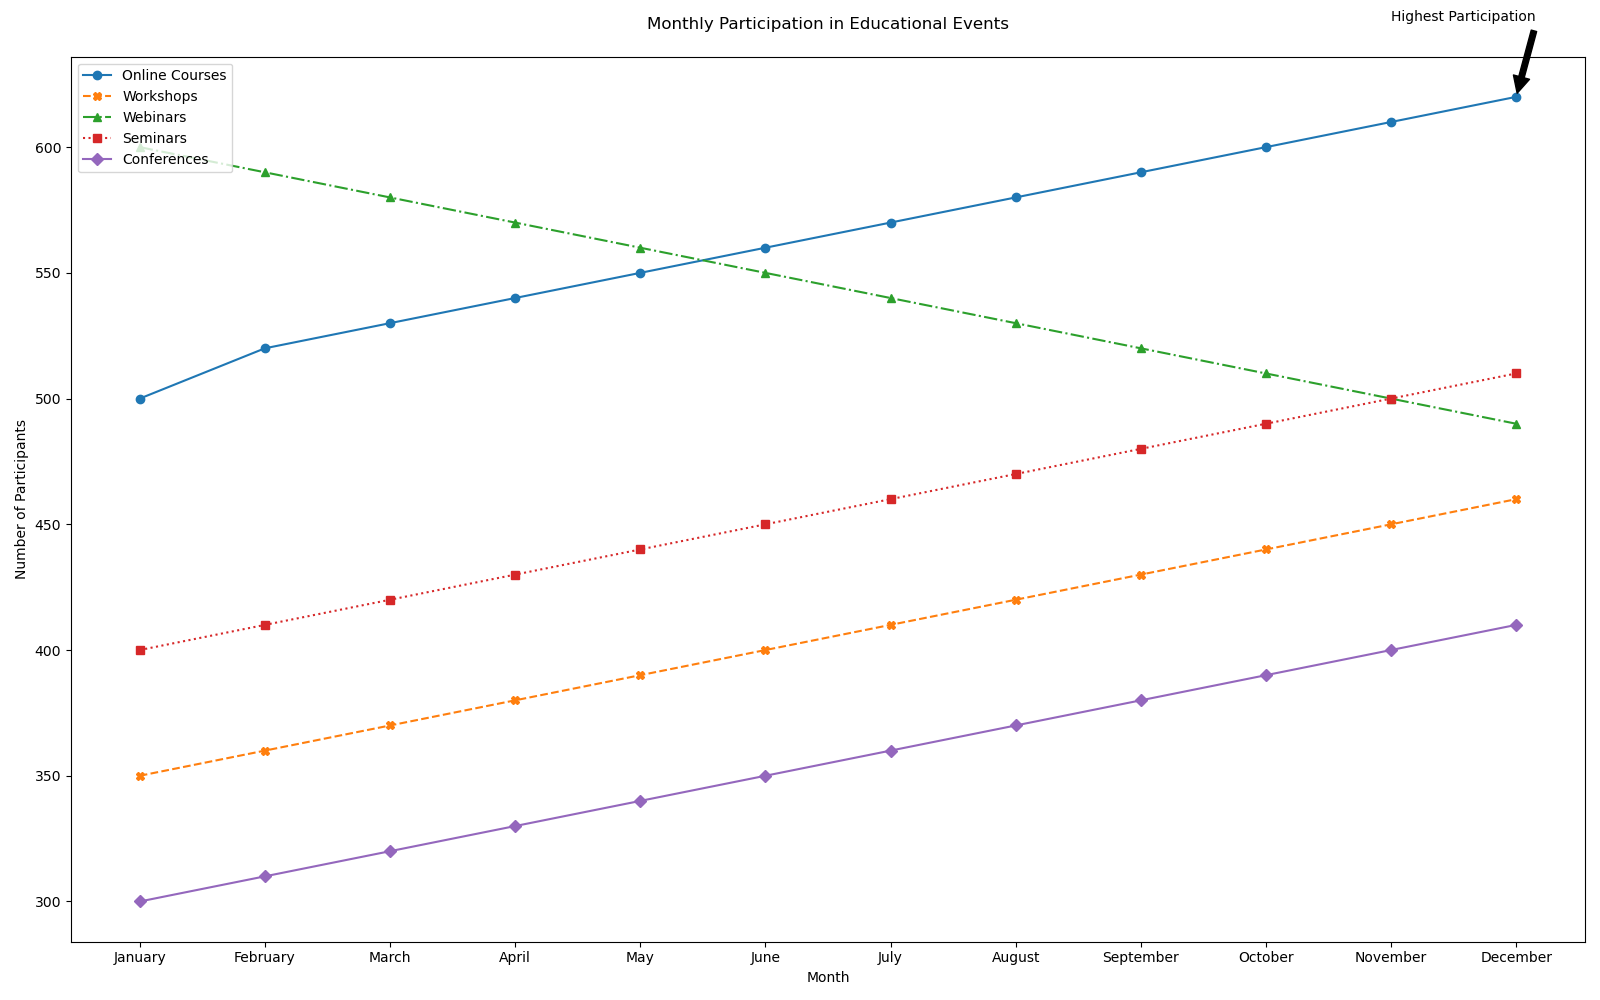 Highest Participation
Monthly Participation in Educational Events
Online Courses
Workshops
Webinars
Seminars
Conferences
600
550
500
450
400
350
300
Number of Participants
January February March April May June July August September October November December
Month